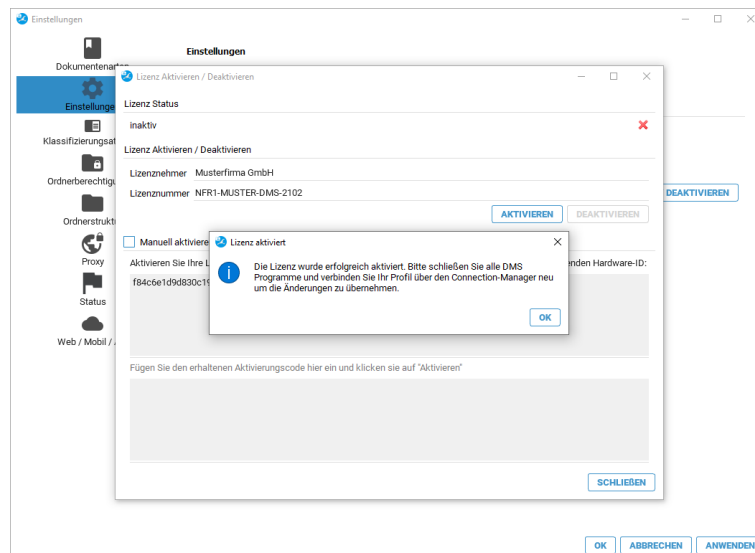 Einstellungen
Einstellungen
Dokumentenarten
Lizenz Aktivieren / Deaktivieren
Einstellunge
Lizenz Status
inaktiv
Klassifizierungsat
Lizenz Aktivieren / Deaktivieren
Ordnerberechtigu
Lizenznehmer Musterfirma GmbH
Lizenznummer NFR1-MUSTER-DMS-2102
DEAKTIVIEREN
Ordnerstrukt
AKTIVIEREN DEAKTIVIEREN
Manuell aktiviere
Lizenz aktiviert
Proxy
Aktivieren Sie Ihre L
enden Hardware-ID:
Die Lizenz wurde erfolgreich aktiviert. Bitte schließen Sie alle DMS
Programme und verbinden Sie Ihr Profil über den Connection-Manager neu
um die Änderungen zu übernehmen.
f84c6e1d9d830c19
Status
OK
Web / Mobil /
Fügen Sie den erhaltenen Aktivierungscode hier ein und klicken sie auf "Aktivieren"
SCHLIEßEN
OK ABBRECHEN ANWENDEN